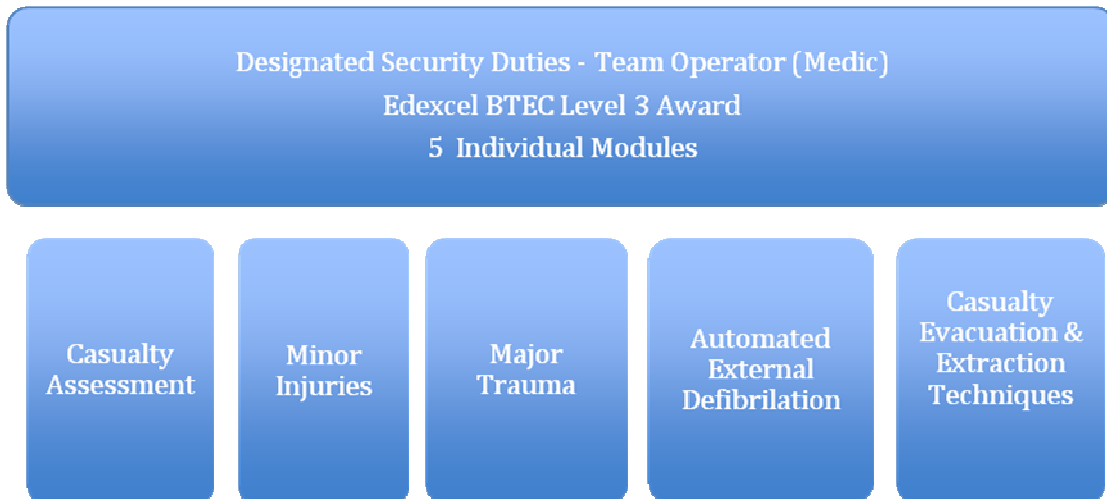 Designated Security Duties - Team Operator (Medic)
Edexcel BTEC Level 3 Award
5 Individual Modules
Casualty
Assessment
Minor
Injuries
Major
Trauma
Automated
External
Defibrilation
Casualty
Evacuation &
Extraction
Techniques